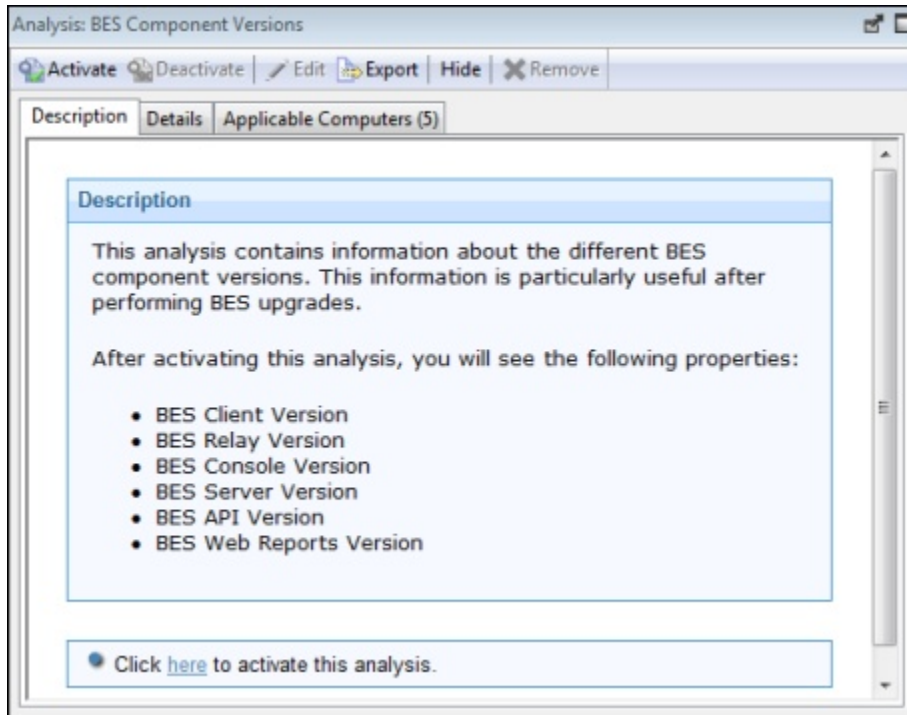 Analysis: BES Component Versions
Activate Deactivate Edit Export Hide Remove
Description Details Applicable Computers (5)
Description
This analysis contains information about the different BES
component versions. This information is particularly useful after
performing BES upgrades.
After activating this analysis, you will see the following properties:
• BES Client Version
• BES Relay Version
• BES Console Version
• BES Server Version
• BES API Version
• BES Web Reports Version
Click here to activate this analysis.